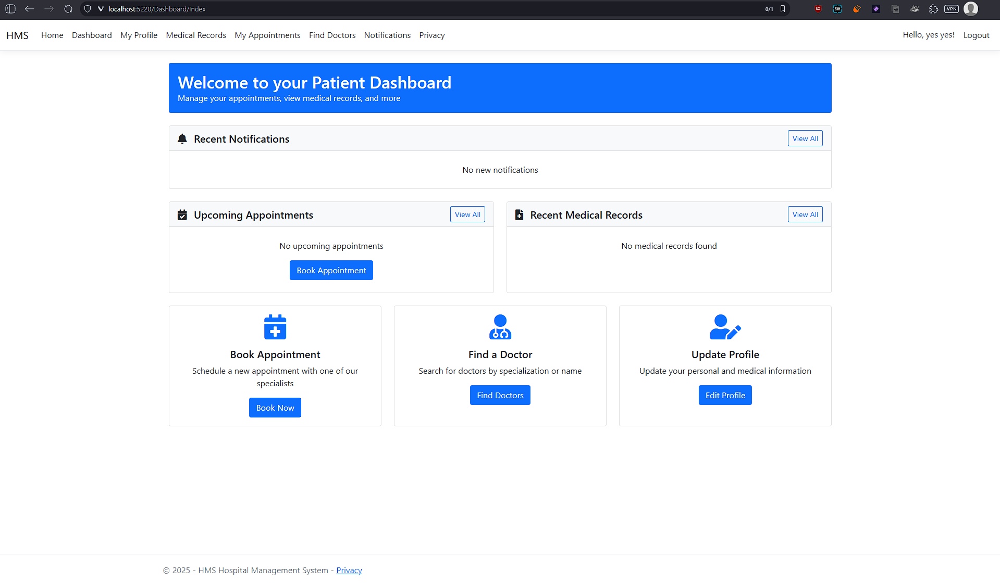 localhost:5220/Dashboard/Index
0/1
UD
SIH
VPN
HMS Home Dashboard My Profile Medical Records My Appointments Find Doctors Notifications Privacy Hello, yes yes! Logout
Welcome to your Patient Dashboard
Manage your appointments, view medical records, and more
Recent Notifications View All
No new notifications
Upcoming Appointments View All
No upcoming appointments
Book Appointment
Recent Medical Records View All
No medical records found
Book Appointment
Schedule a new appointment with one of our
specialists
Book Now
Find a Doctor
Search for doctors by specialization or name
Find Doctors
Update Profile
Update your personal and medical information
Edit Profile
© 2025 - HMS Hospital Management System - Privacy